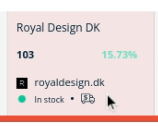 Royal Design DK
103 15.73%
R royaldesign.dk
In stock •